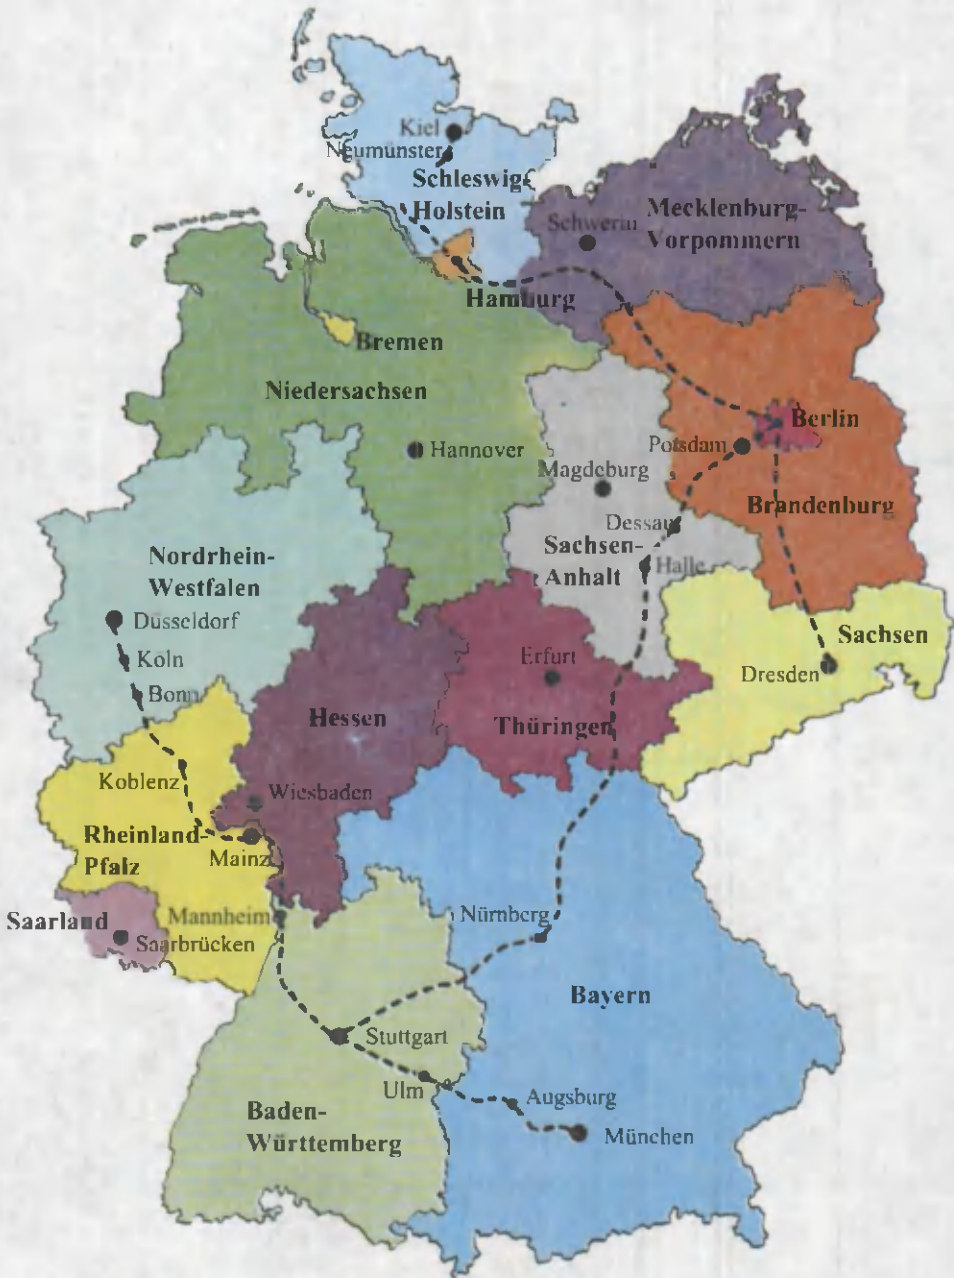 Kiel
Neumünster
Schleswig-
Holstein
Mecklenburg-
Vorpommern
Schwerin
Hamburg
Bremen
Niedersachsen
Berlin
Potsdam
Hannover
Magdeburg
Brandenburg
Dessau
Sachsen-
Anhalt
Halle
Nordrhein-
Westfalen
Düsseldorf
Köln
Bonn
Sachsen
Dresden
Erfurt
Thüringen
Hessen
Koblenz
Wiesbaden
Rheinland-
Pfalz
Mainz
Mannheim
Nürnberg
Saarland
Saarbrücken
Bayern
Stuttgart
Ulm
Augsburg
Baden-
Württemberg
München